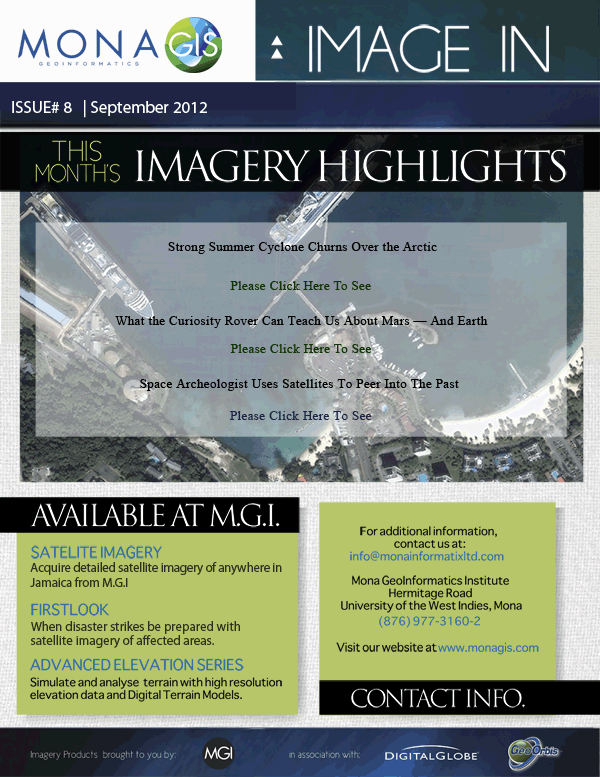 MONA GIS
GEOINFORMATICS
IMAGE IN
ISSUE# 8 | September 2012
THIS MONTH'S IMAGERY HIGHLIGHTS
Strong Summer Cyclone Churns Over the Arctic
Please Click Here To See
What the Curiosity Rover Can Teach Us About Mars — And Earth
Please Click Here To See
Space Archeologist Uses Satellites To Peer Into The Past
Please Click Here To See
AVAILABLE AT M.G.I.
SATELITE IMAGERY
Acquire detailed satellite imagery of anywhere in
Jamaica from M.G.I
FIRSTLOOK
When disaster strikes be prepared with
satellite imagery of affected areas.
ADVANCED ELEVATION SERIES
Simulate and analyse terrain with high resolution
elevation data and Digital Terrain Models.
For additional information,
contact us at:
info@monainformatixltd.com
Mona GeoInformatics Institute
Hermitage Road
University of the West Indies, Mona
(876) 977-3160-2
Visit our website at www.monagis.com
CONTACT INFO.
Imagery Products brought to you by:
MGI
in association with:
DIGITALGLOBE
GeoOrbis